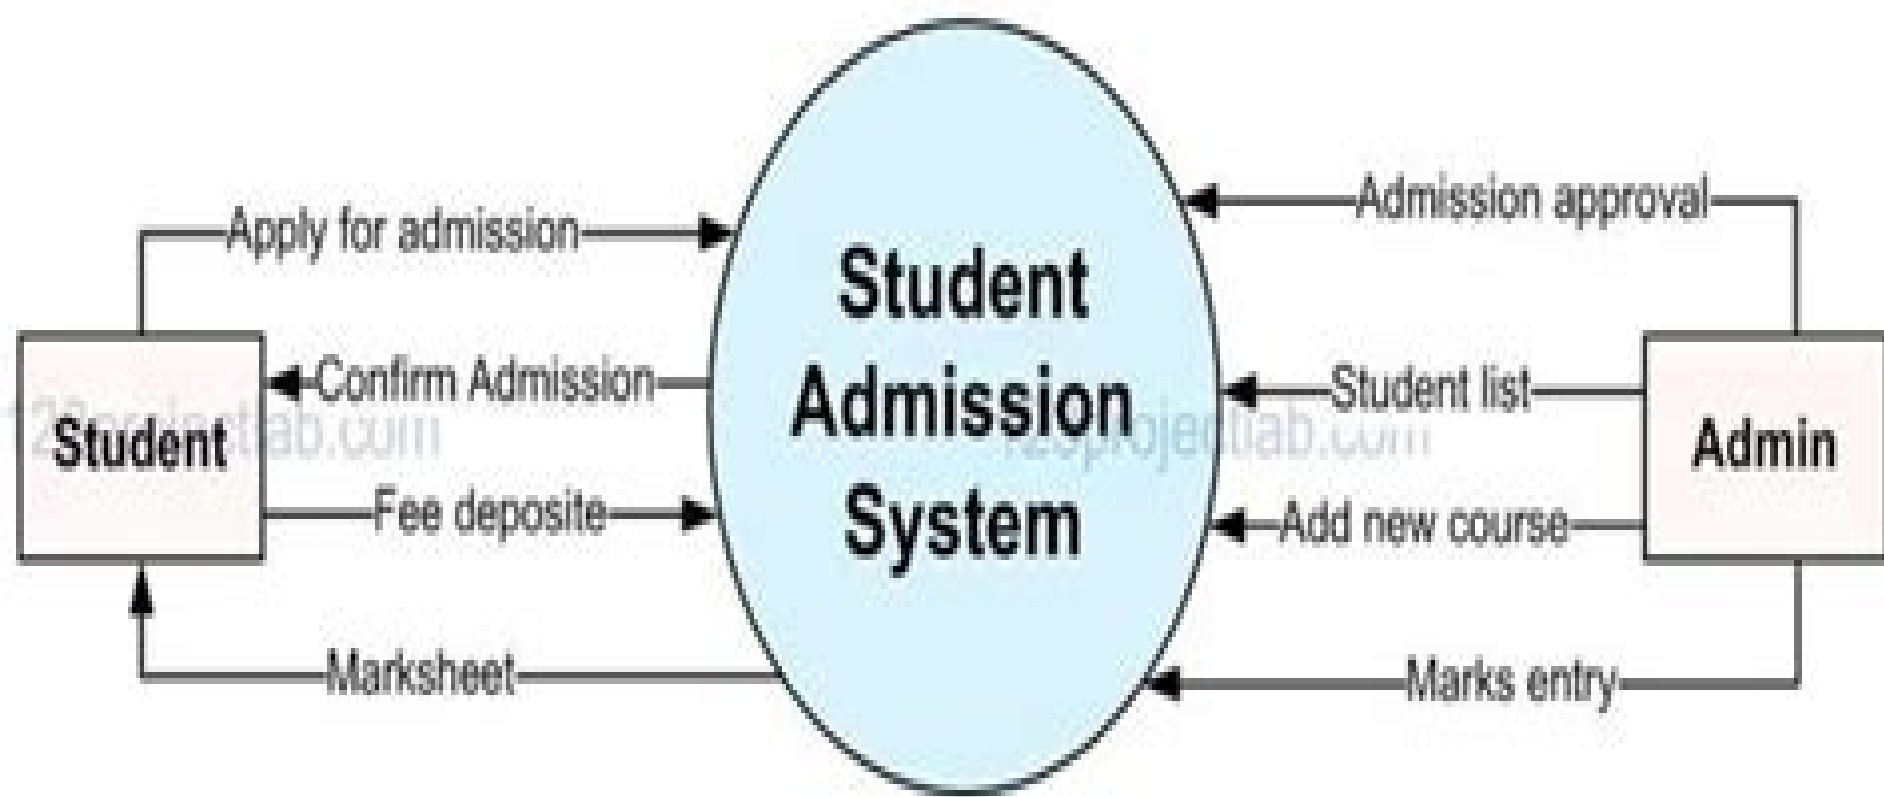 Apply for admission
Confirm Admission
Student
Fee deposite
Marksheet
Student
Admission
System
Admission approval
Student list
Admin
Add new course
Marks entry